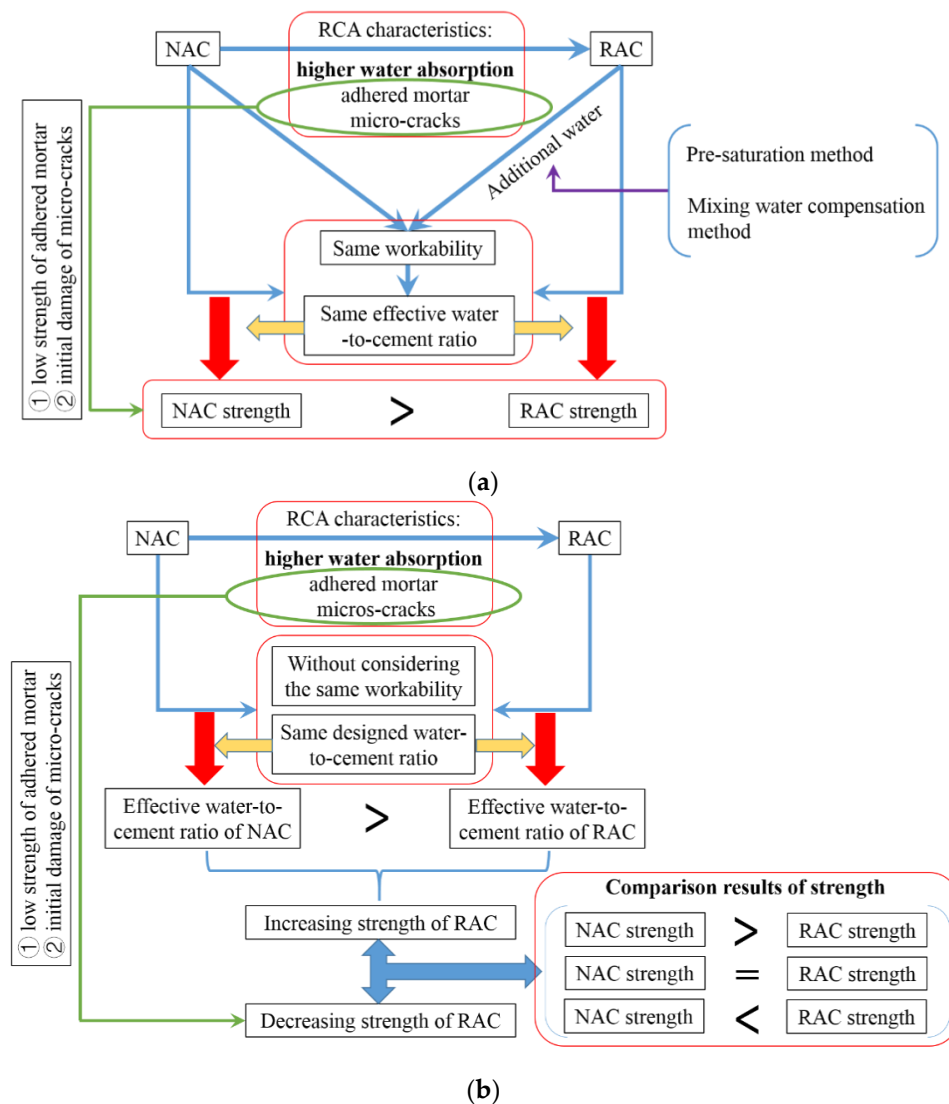 RCA characteristics:
NAC
RAC
higher water absorption
adhered mortar
micro-cracks
① low strength of adhered mortar
② initial damage of micro-cracks
Additional water
Pre-saturation method
Mixing water compensation
method
Same workability
Same effective water
-to-cement ratio
NAC strength
>
RAC strength
(a)
RCA characteristics:
NAC
RAC
higher water absorption
adhered mortar
micros-cracks
① low strength of adhered mortar
② initial damage of micro-cracks
Without considering
the same workability
Same designed water-
to-cement ratio
Effective water-to-
cement ratio of NAC
>
Effective water-to-
cement ratio of RAC
Increasing strength of RAC
Decreasing strength of RAC
Comparison results of strength
NAC strength > RAC strength
NAC strength = RAC strength
NAC strength < RAC strength
(b)